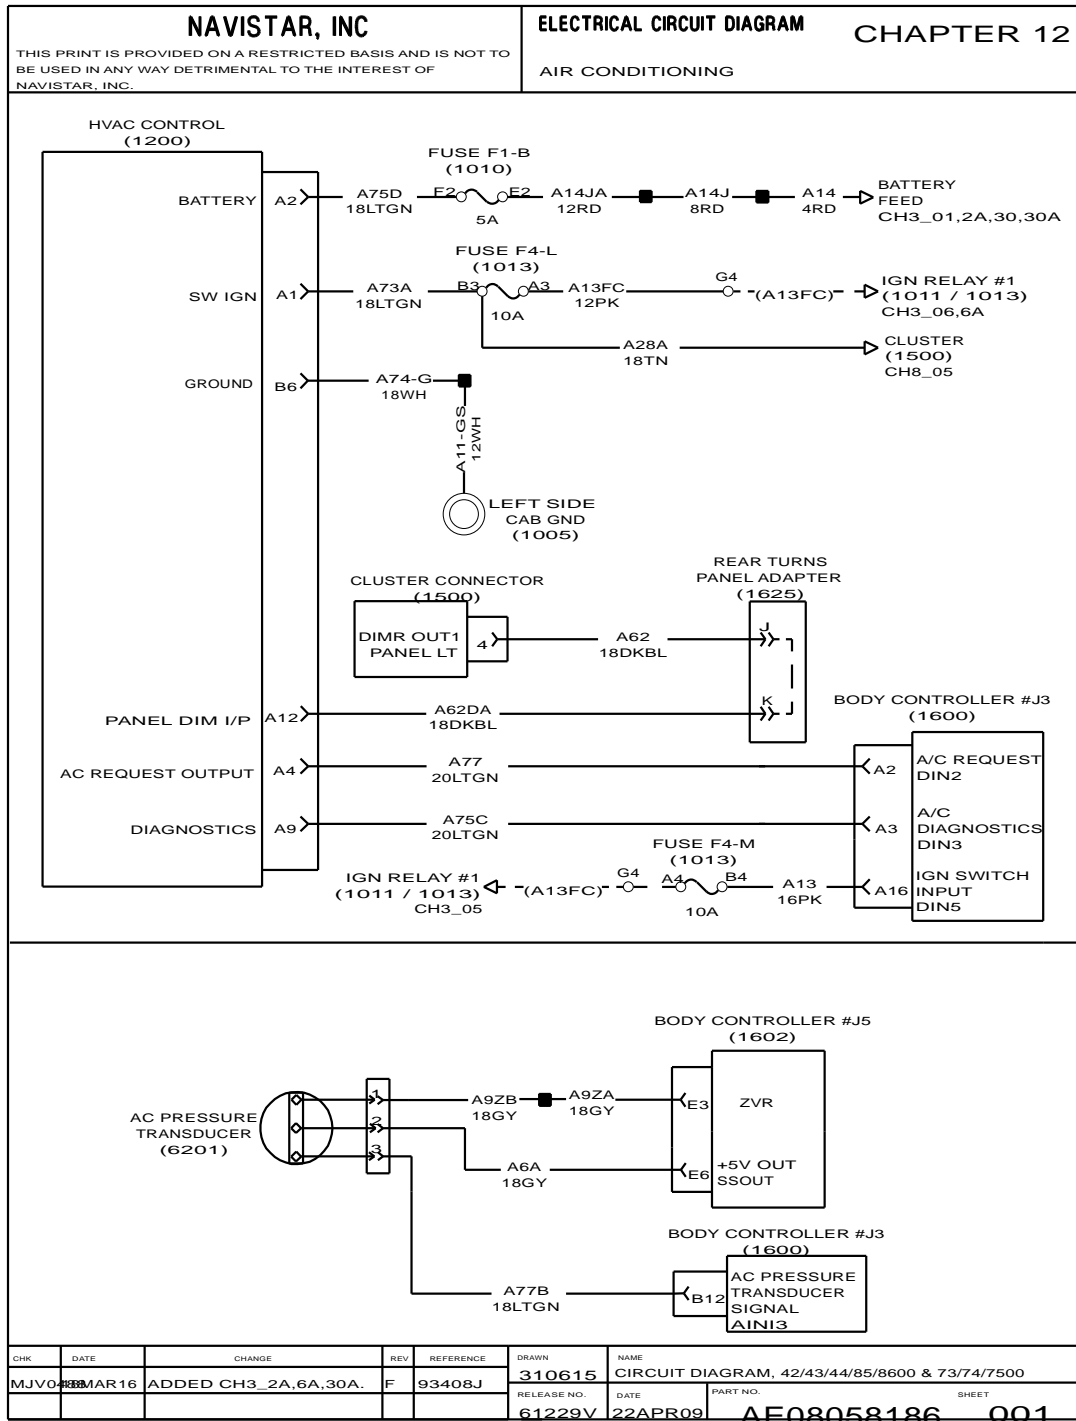 NAVISTAR, INC
THIS PRINT IS PROVIDED ON A RESTRICTED BASIS AND IS NOT TO
BE USED IN ANY WAY DETRIMENTAL TO THE INTEREST OF
NAVISTAR, INC.
ELECTRICAL CIRCUIT DIAGRAM
CHAPTER 12
AIR CONDITIONING
HVAC CONTROL
(1200)
FUSE F1-B
(1010)
BATTERY
A2
A75D
18LTGN
F2
E2
5A
A14JA
12RD
A14J
8RD
A14
4RD
BATTERY
FEED
CH3_01,2A,30,30A
FUSE F4-L
(1013)
SW IGN
A1
A73A
18LTGN
B3
A3
10A
A13FC
12PK
G4
(A13FC)
IGN RELAY #1
(1011 / 1013)
CH3_06,6A
A28A
18TN
CLUSTER
(1500)
CH8_05
GROUND
B6
A74-G
18WH
A11-GS
12WH
LEFT SIDE
CAB GND
(1005)
CLUSTER CONNECTOR
(1500)
DIMR OUT1
PANEL LT
4
A62
18DKBL
REAR TURNS
PANEL ADAPTER
(1625)
J
K
PANEL DIM I/P
A12
A62DA
18DKBL
BODY CONTROLLER #J3
(1600)
AC REQUEST OUTPUT
A4
A77
20LTGN
A2
A/C REQUEST
DIN2
DIAGNOSTICS
A9
A75C
20LTGN
A3
A/C
DIAGNOSTICS
DIN3
FUSE F4-M
(1013)
IGN RELAY #1
(1011 / 1013)
CH3_05
(A13FC)
G4
A4
B4
10A
A13
16PK
A16
IGN SWITCH
INPUT
DIN5
BODY CONTROLLER #J5
(1602)
AC PRESSURE
TRANSDUCER
(6201)
1
2
3
A9ZB
18GY
A9ZA
18GY
E3
ZVR
A6A
18GY
E6
+5V OUT
SSOUT
BODY CONTROLLER #J3
(1600)
A77B
18LTGN
B12
AC PRESSURE
TRANSDUCER
SIGNAL
AINI3
CHK
DATE
CHANGE
REV
REFERENCE
DRAWN
NAME
MAR16
ADDED CH3_2A,6A,30A.
F
93408J
310615
CIRCUIT DIAGRAM, 42/43/44/85/8600 & 73/74/7500
RELEASE NO.
DATE
PART NO.
SHEET
61229V
22APR09
AE08058186
001